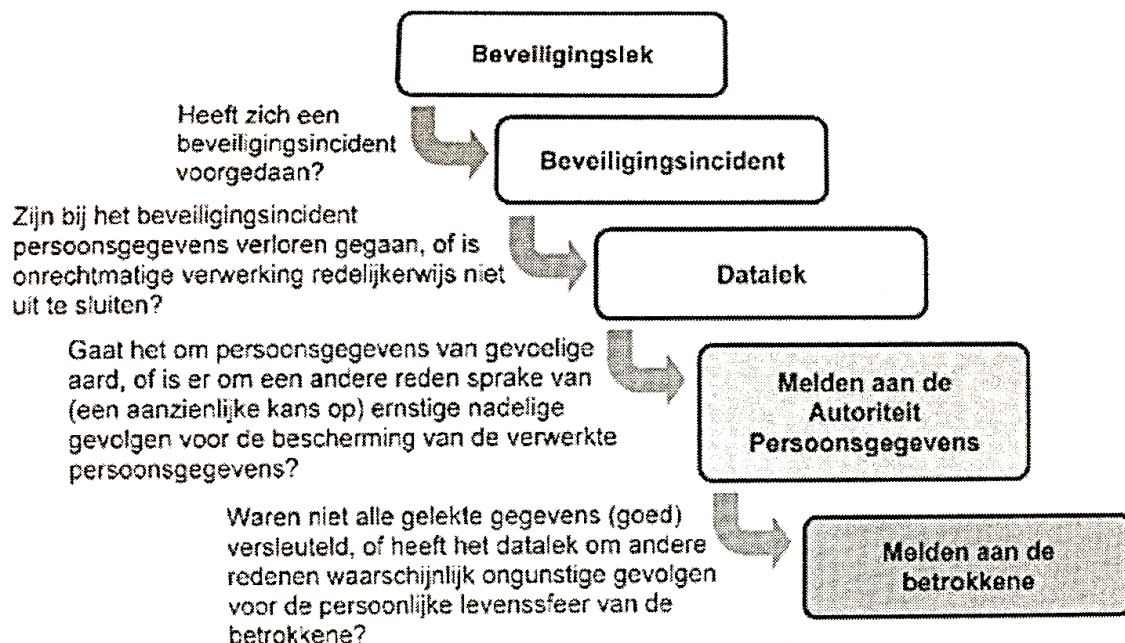 Beveiligingslek
Heeft zich een
beveiligingsincident
voorgedaan?
Beveiligingsincident
Zijn bij het beveiligingsincident
persoonsgegevens verloren gegaan, of is
onrechtmatige verwerking redelijkerwijs niet
uit te sluiten?
Datalek
Gaat het om persoonsgegevens van gevoelige
aard, of is er om een andere reden sprake van
(een aanzienlijke kans op) ernstige nadelige
gevolgen voor de bescherming van de verwerkte
persoonsgegevens?
Melden aan de
Autoriteit
Persoonsgegevens
Waren niet alle gelekte gegevens (goed)
versleuteld, of heeft het datalek om andere
redenen waarschijnlijk ongunstige gevolgen
voor de persoonlijke levenssfeer van de
betrokkene?
Melden aan de
betrokkene